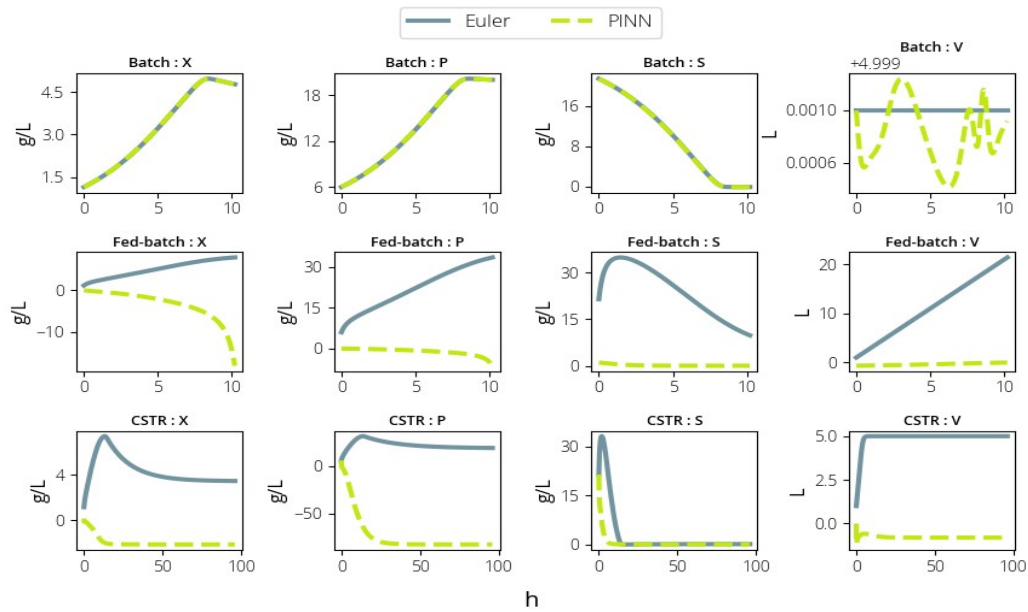 Euler PINN
Batch : X
Batch : P
Batch : S
Batch : V
+4.999
g/L
4.5
3.0
1.5
0 5 10
g/L
18
12
6
0 5 10
g/L
16
8
0
0 5 10
L
0.0010
0.0006
0 5 10
Fed-batch : X
Fed-batch : P
Fed-batch : S
Fed-batch : V
g/L
0
−10
0 5 10
g/L
30
15
0
0 5 10
g/L
30
15
0
0 5 10
L
20
10
0
0 5 10
CSTR : X
CSTR : P
CSTR : S
CSTR : V
g/L
4
0
0 50 100
g/L
0
−50
0 50 100
g/L
30
15
0
0 50 100
L
5.0
2.5
0.0
0 50 100
h